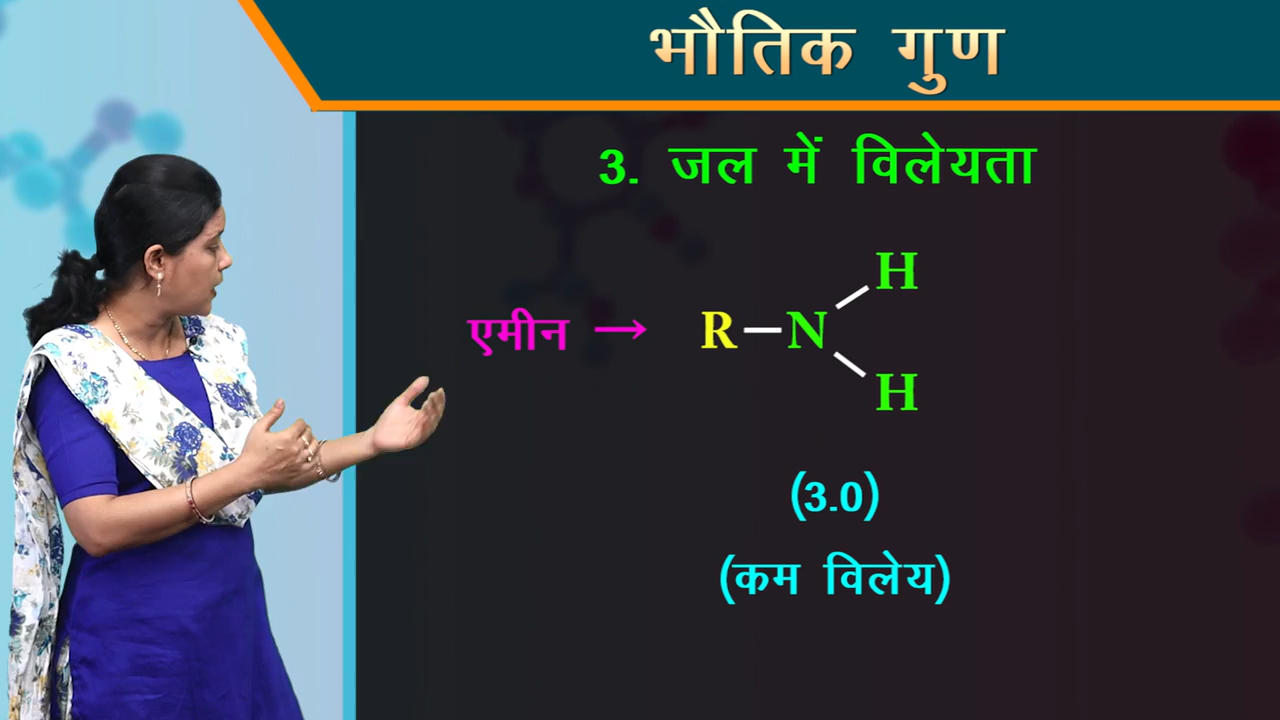 भौतिक गुण
3. जल में विलेयता
H
एमीन → R—N
H
(3.0)
(कम विलेय)